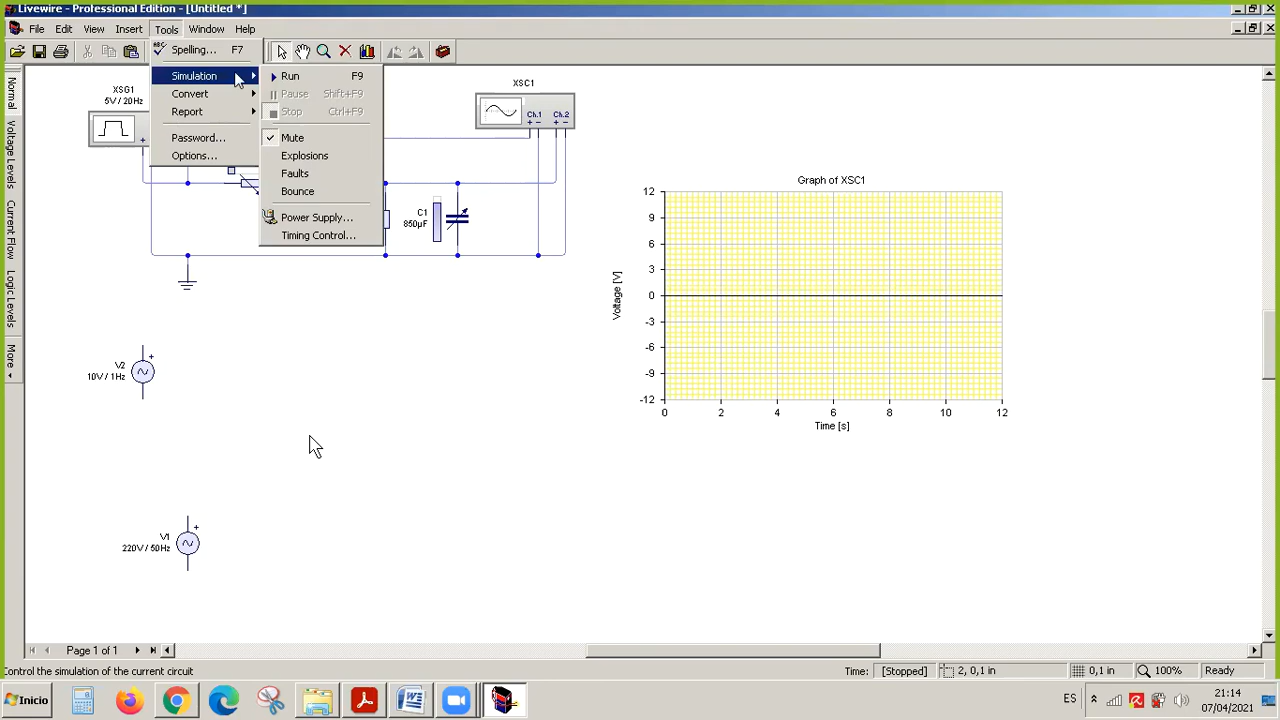 Livewire - Professional Edition - [Untitled *]
File Edit View Insert Tools Window Help
Spelling... F7
Simulation
Convert
Report
Password...
Options...
Run F9
Pause Shift+F9
Stop Ctrl+F9
Mute
Explosions
Faults
Bounce
Power Supply...
Timing Control...
Normal
Voltage Levels
Current Flow
Logic Levels
More
XSG1
5V / 20Hz
+
XSC1
Ch.1 Ch.2
+ - + -
C1
850µF
V2
10V / 1Hz
+
V1
220V / 50Hz
+
Graph of XSC1
Voltage [V]
12
9
6
3
0
-3
-6
-9
-12
0 2 4 6 8 10 12
Time [s]
Page 1 of 1
Control the simulation of the current circuit
Time: [Stopped] 2, 0,1 in 0,1 in 100% Ready
Inicio
ES
21:14
07/04/2021